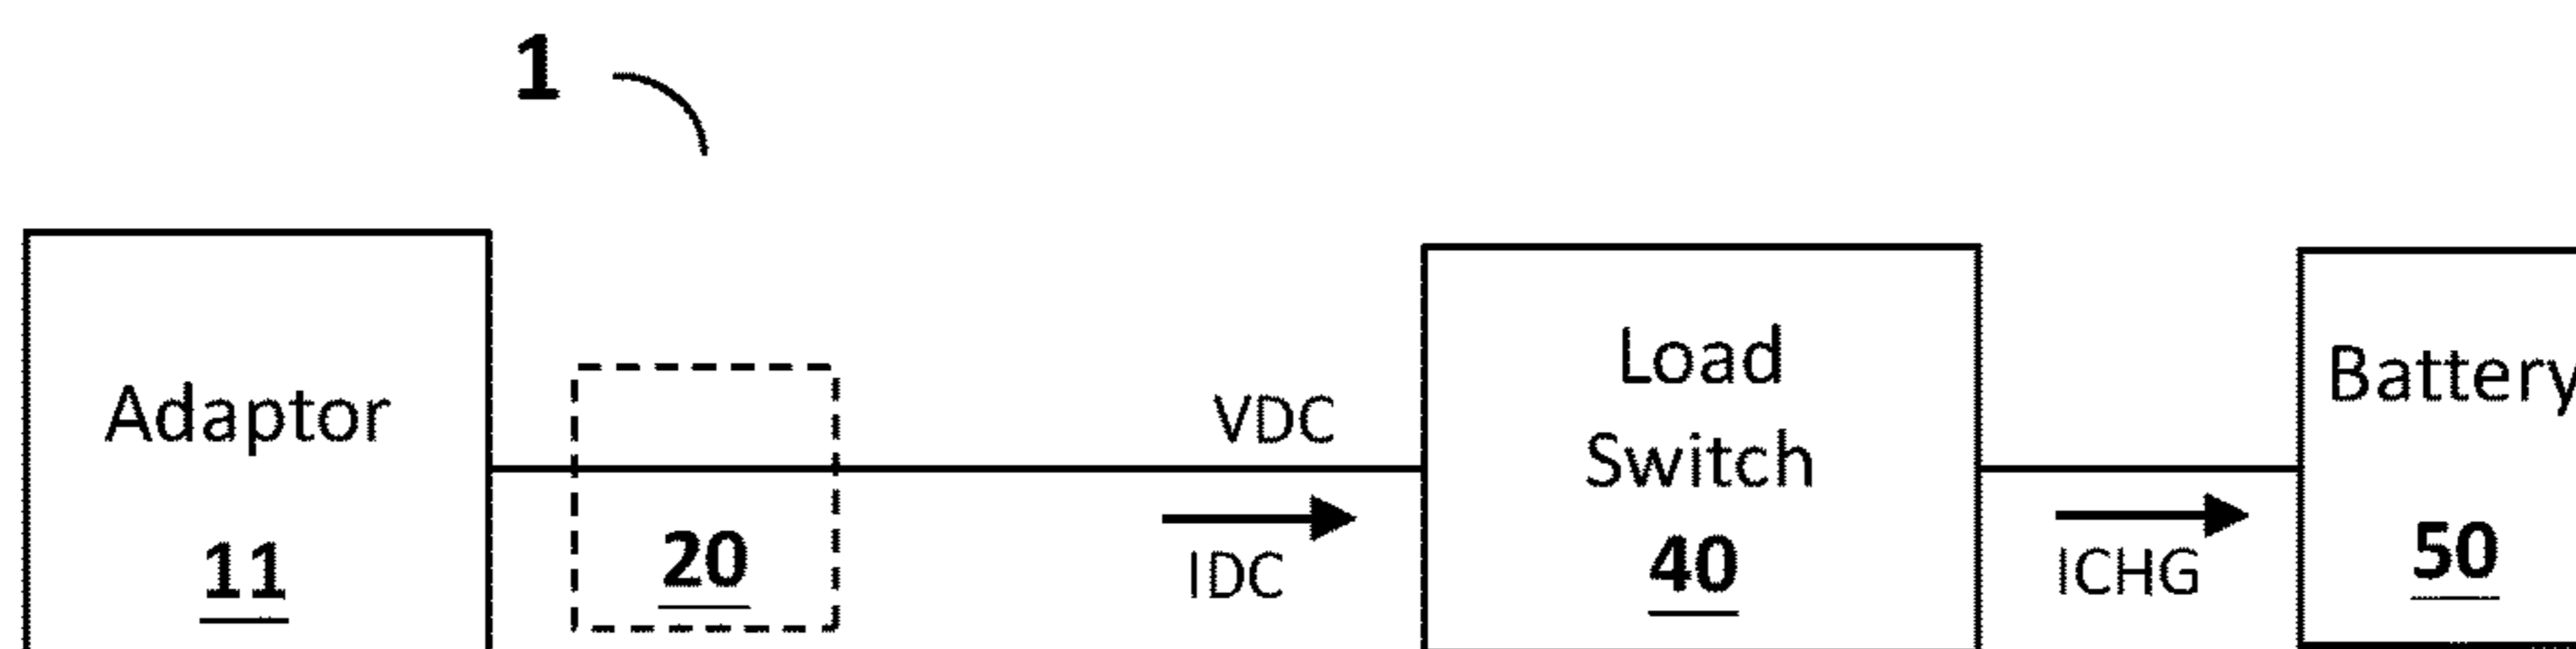 1
Adaptor
11
20
VDC
IDC
Load
Switch
40
ICHG
Battery
50